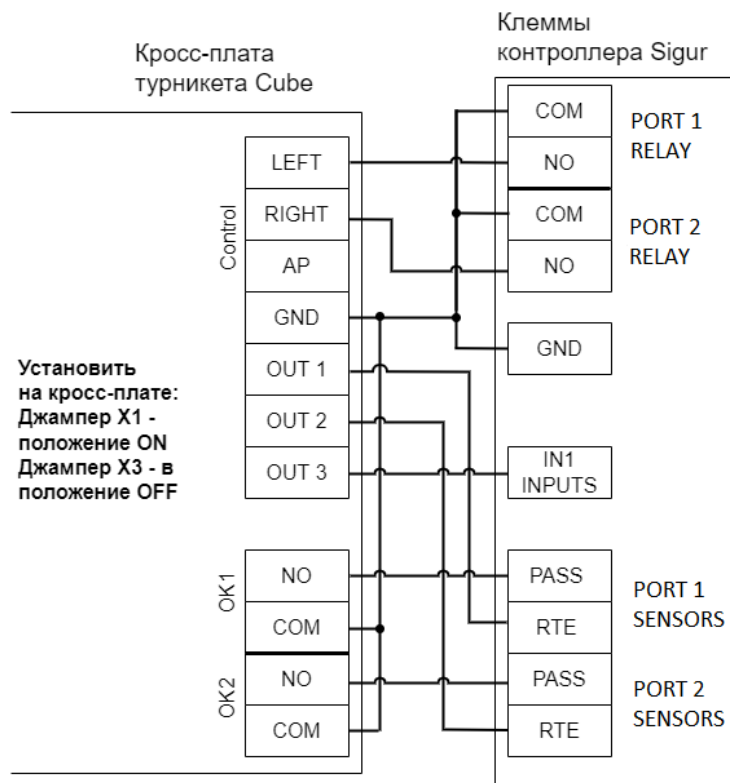 Кросс-плата
турникета Cube
Клеммы
контроллера Sigur
Control
LEFT
RIGHT
AP
GND
OUT 1
OUT 2
OUT 3
Установить
на кросс-плате:
Джампер X1 -
положение ON
Джампер X3 - в
положение OFF
OK1
NO
COM
OK2
NO
COM
COM
NO
PORT 1
RELAY
COM
NO
PORT 2
RELAY
GND
IN1
INPUTS
PASS
RTE
PORT 1
SENSORS
PASS
RTE
PORT 2
SENSORS